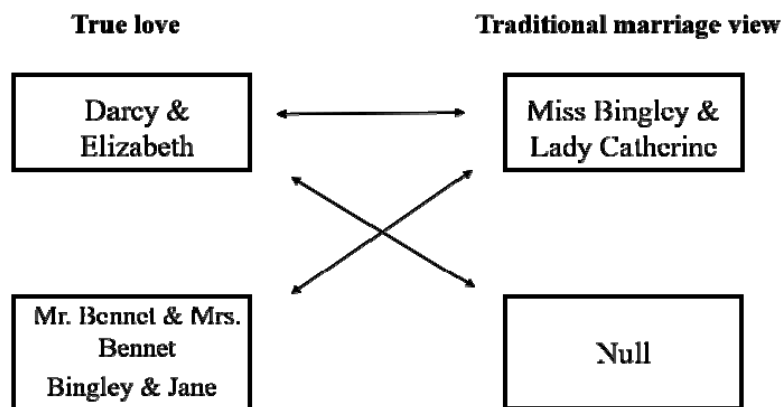 True love
Traditional marriage view
Darcy &
Elizabeth
Miss Bingley &
Lady Catherine
Mr. Bennet & Mrs.
Bennet
Bingley & Jane
Null